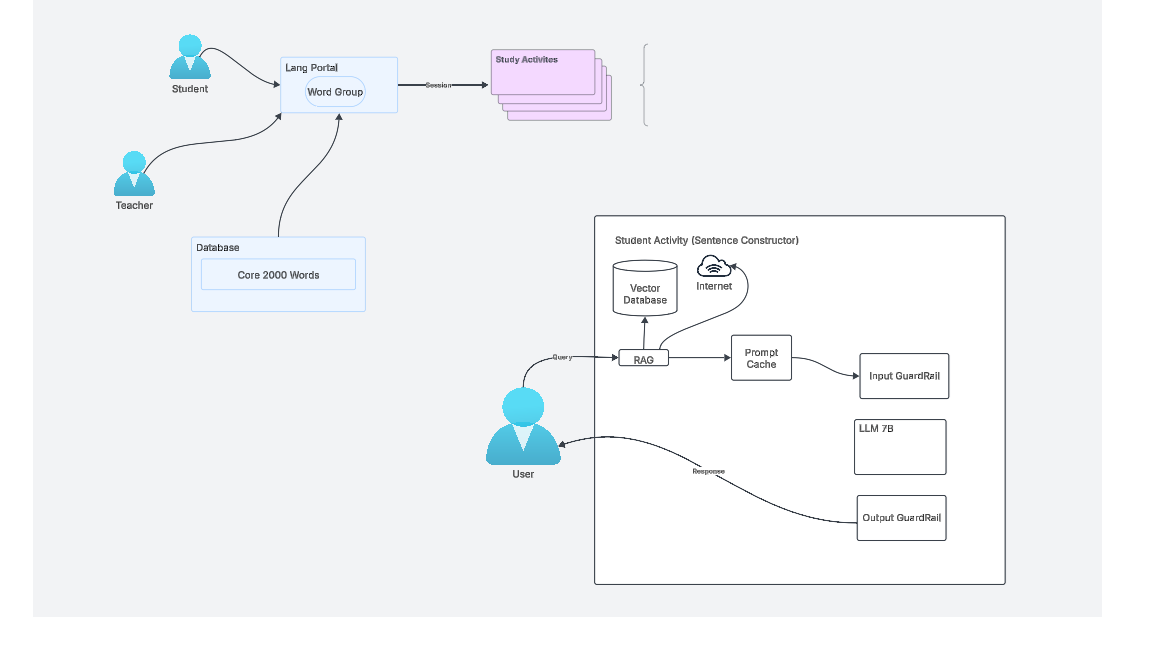 Student
Lang Portal
Word Group
Session
Study Activites
Teacher
Database
Core 2000 Words
Student Activity (Sentence Constructor)
Vector
Database
Internet
Query
RAG
Prompt
Cache
Input GuardRail
LLM 7B
User
Response
Output GuardRail